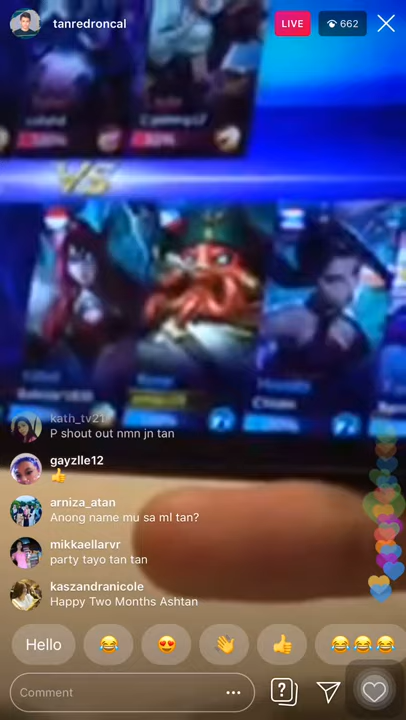 tanredroncal
LIVE
662
VS
kath_tv21
P shout out nmn jn tan
gayzlle12
arniza_atan
Anong name mu sa ml tan?
mikkaellarvr
party tayo tan tan
kaszandranicole
Happy Two Months Ashtan
Hello
Comment